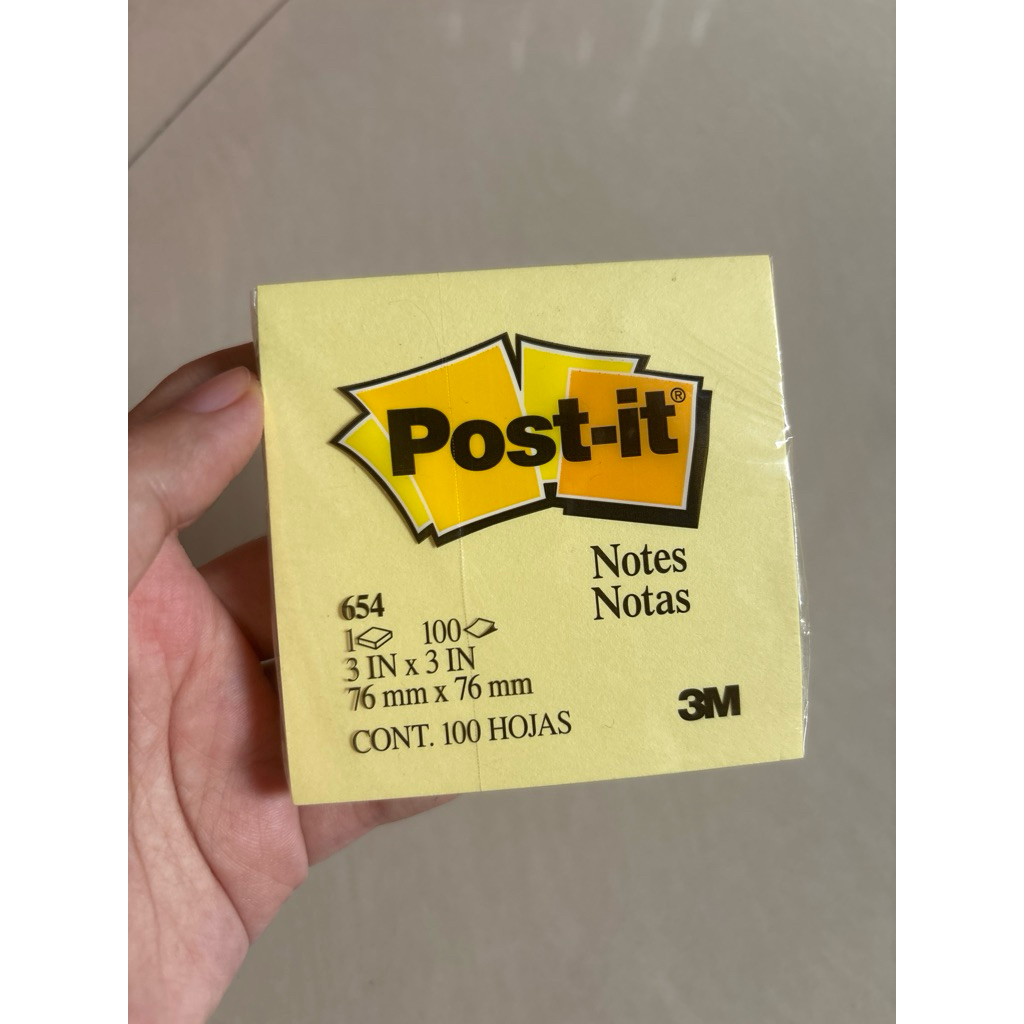 Post-it®
Notes
Notas
654
1 100
3 IN x 3 IN
76 mm x 76 mm
CONT. 100 HOJAS
3M